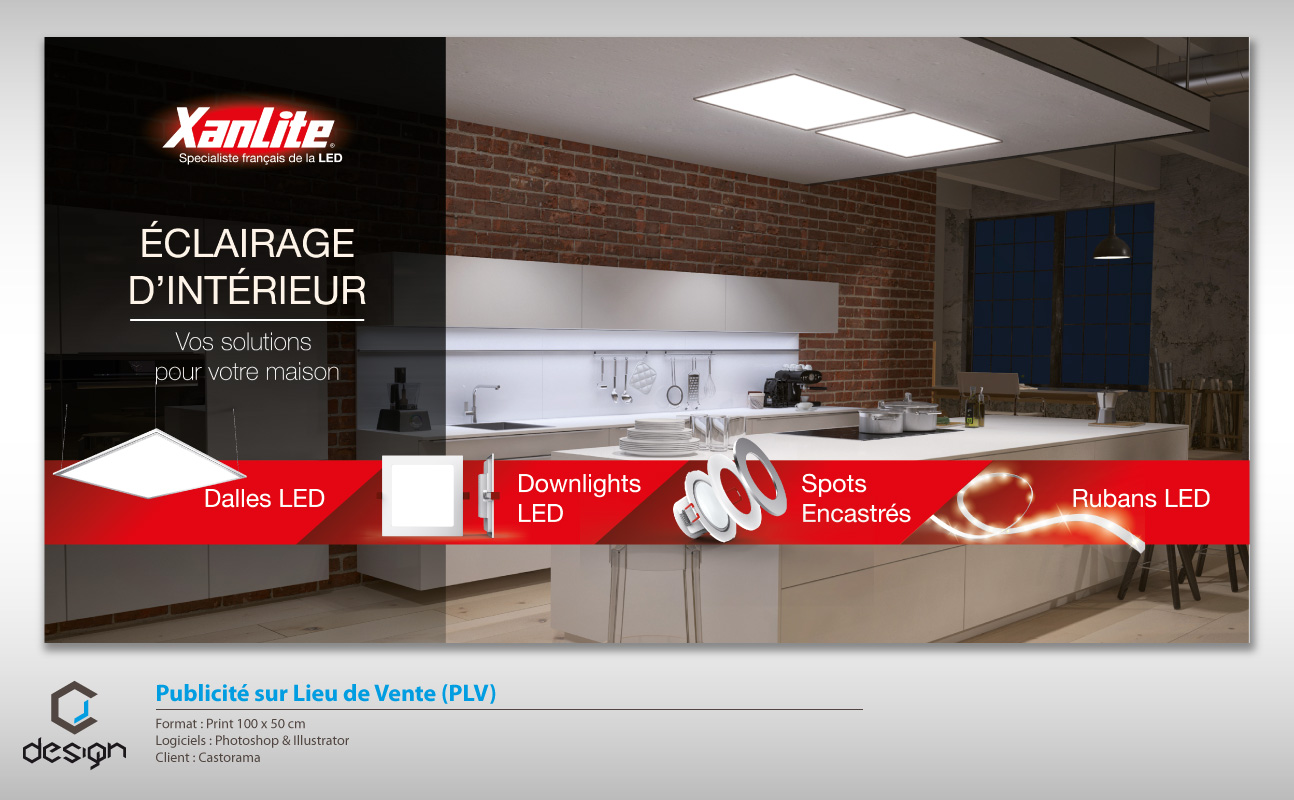 XanLite®
Specialiste français de la LED
ÉCLAIRAGE
D'INTÉRIEUR
Vos solutions
pour votre maison
Dalles LED
Downlights
LED
Spots
Encastrés
Rubans LED
Publicité sur Lieu de Vente (PLV)
Format : Print 100 x 50 cm
Logiciels : Photoshop & Illustrator
Client : Castorama
design